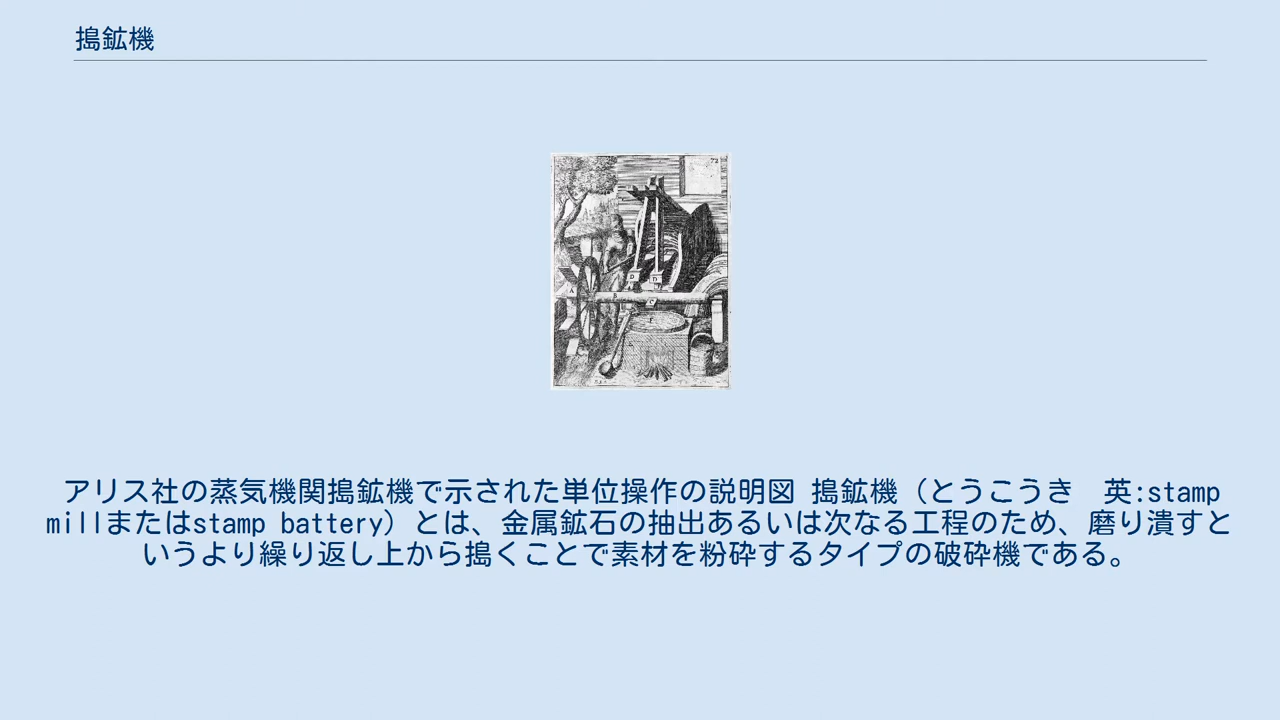 搗鉱機
アリス社の蒸気機関搗鉱機で示された単位操作の説明図 搗鉱機（とうこうき　英:stamp
millまたはstamp battery）とは、金属鉱石の抽出あるいは次なる工程のため、磨り潰すと
いうより繰り返し上から搗くことで素材を粉砕するタイプの破砕機である。